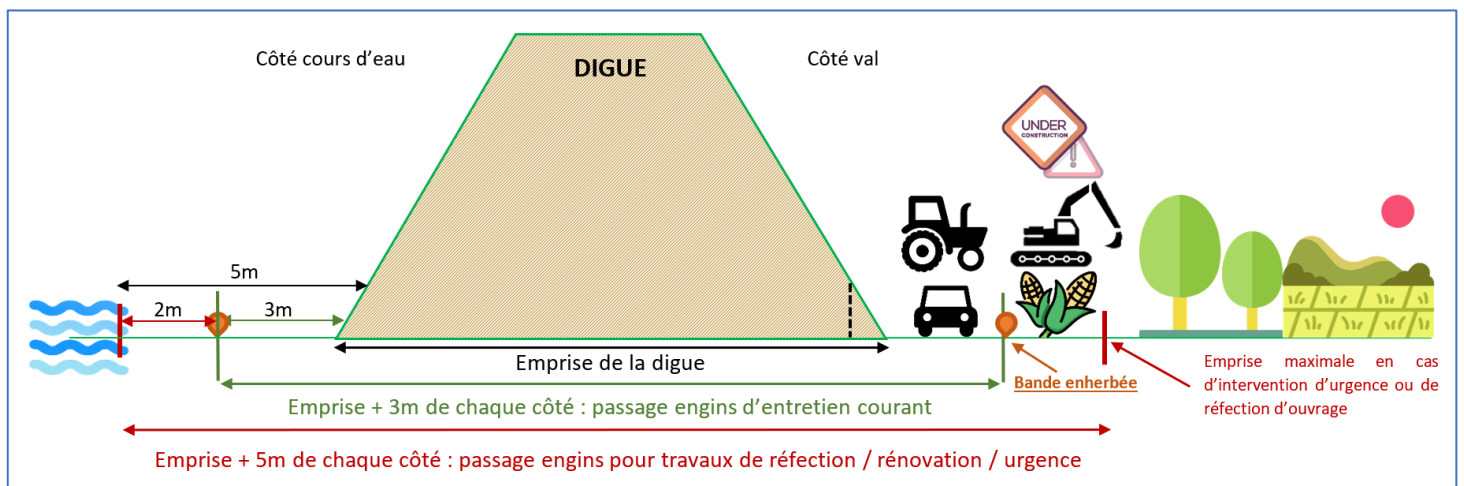 Côté cours d'eau
DIGUE
Côté val
UNDER
CONSTRUCTION
5m
2m
3m
Emprise de la digue
Bande enherbée
Emprise maximale en cas
d'intervention d'urgence ou de
réfection d'ouvrage
Emprise + 3m de chaque côté : passage engins d'entretien courant
Emprise + 5m de chaque côté : passage engins pour travaux de réfection / rénovation / urgence